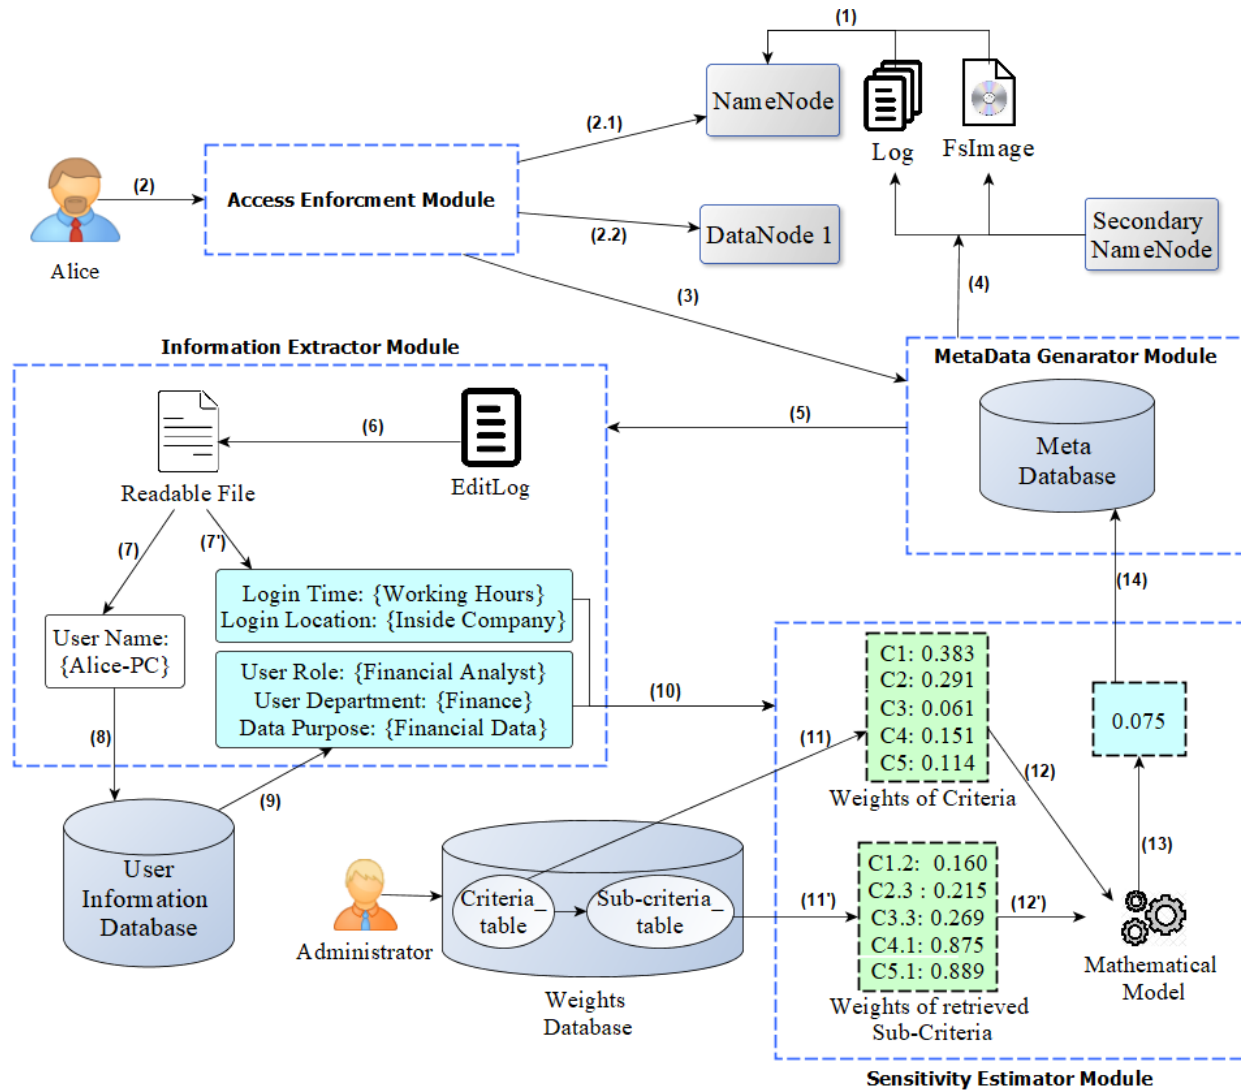 (1)
NameNode
Log
FsImage
(2.1)
(2)
Access Enforcment Module
Alice
(2.2)
DataNode 1
Secondary
NameNode
(3)
(4)
Information Extractor Module
MetaData Genarator Module
(5)
(6)
Readable File
EditLog
Meta
Database
(7)
(7')
Login Time: {Working Hours}
Login Location: {Inside Company}
User Name:
{Alice-PC}
User Role: {Financial Analyst}
User Department: {Finance}
Data Purpose: {Financial Data}
(8)
(9)
(10)
(14)
C1: 0.383
C2: 0.291
C3: 0.061
C4: 0.151
C5: 0.114
Weights of Criteria
0.075
(11)
(12)
(13)
User
Information
Database
Administrator
Criteria_
table
Sub-criteria_
table
Weights
Database
(11')
C1.2: 0.160
C2.3 : 0.215
C3.3: 0.269
C4.1: 0.875
C5.1: 0.889
(12')
Weights of retrieved
Sub-Criteria
Mathematical
Model
Sensitivity Estimator Module